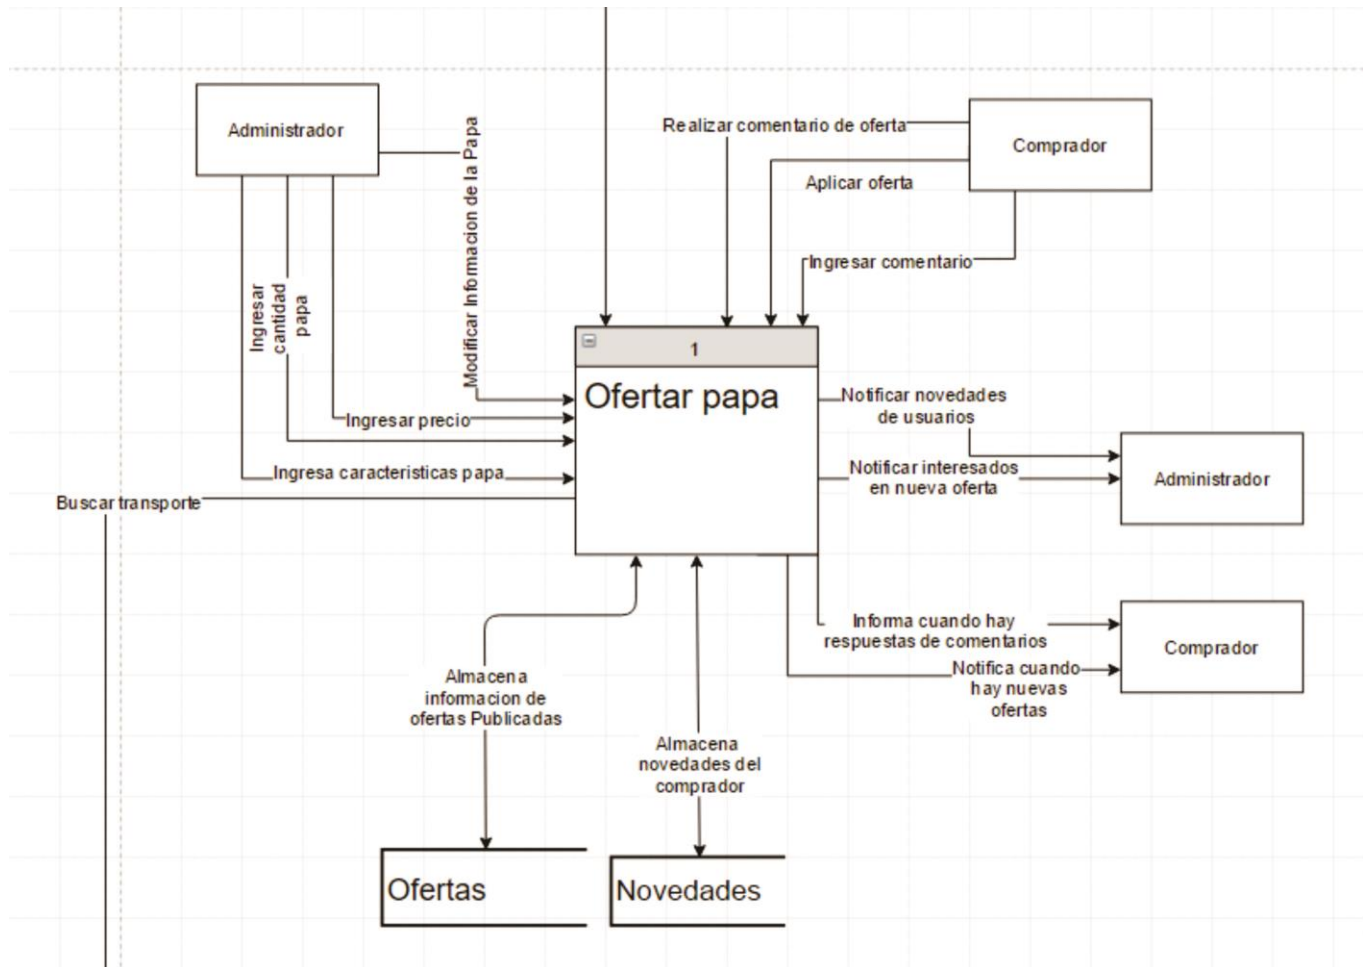 Administrador
Modificar Informacion de la Papa
Realizar comentario de oferta
Comprador
Aplicar oferta
Ingresar comentario
Ingresar
cantidad
papa
1
Ofertar papa
Ingresar precio
Ingresa caracteristicas papa
Buscar transporte
Notificar novedades
de usuarios
Notificar interesados
en nueva oferta
Administrador
Informa cuando hay
respuestas de comentarios
Comprador
Notifica cuando
hay nuevas
ofertas
Almacena
informacion de
ofertas Publicadas
Almacena
novedades del
comprador
Ofertas
Novedades